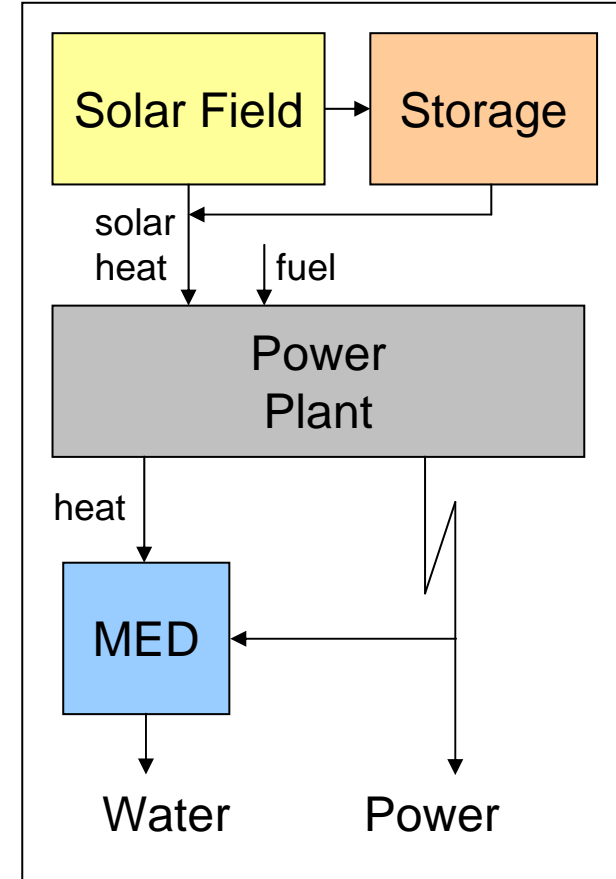 Solar Field
Storage
solar
heat
fuel
Power
Plant
heat
MED
Water
Power